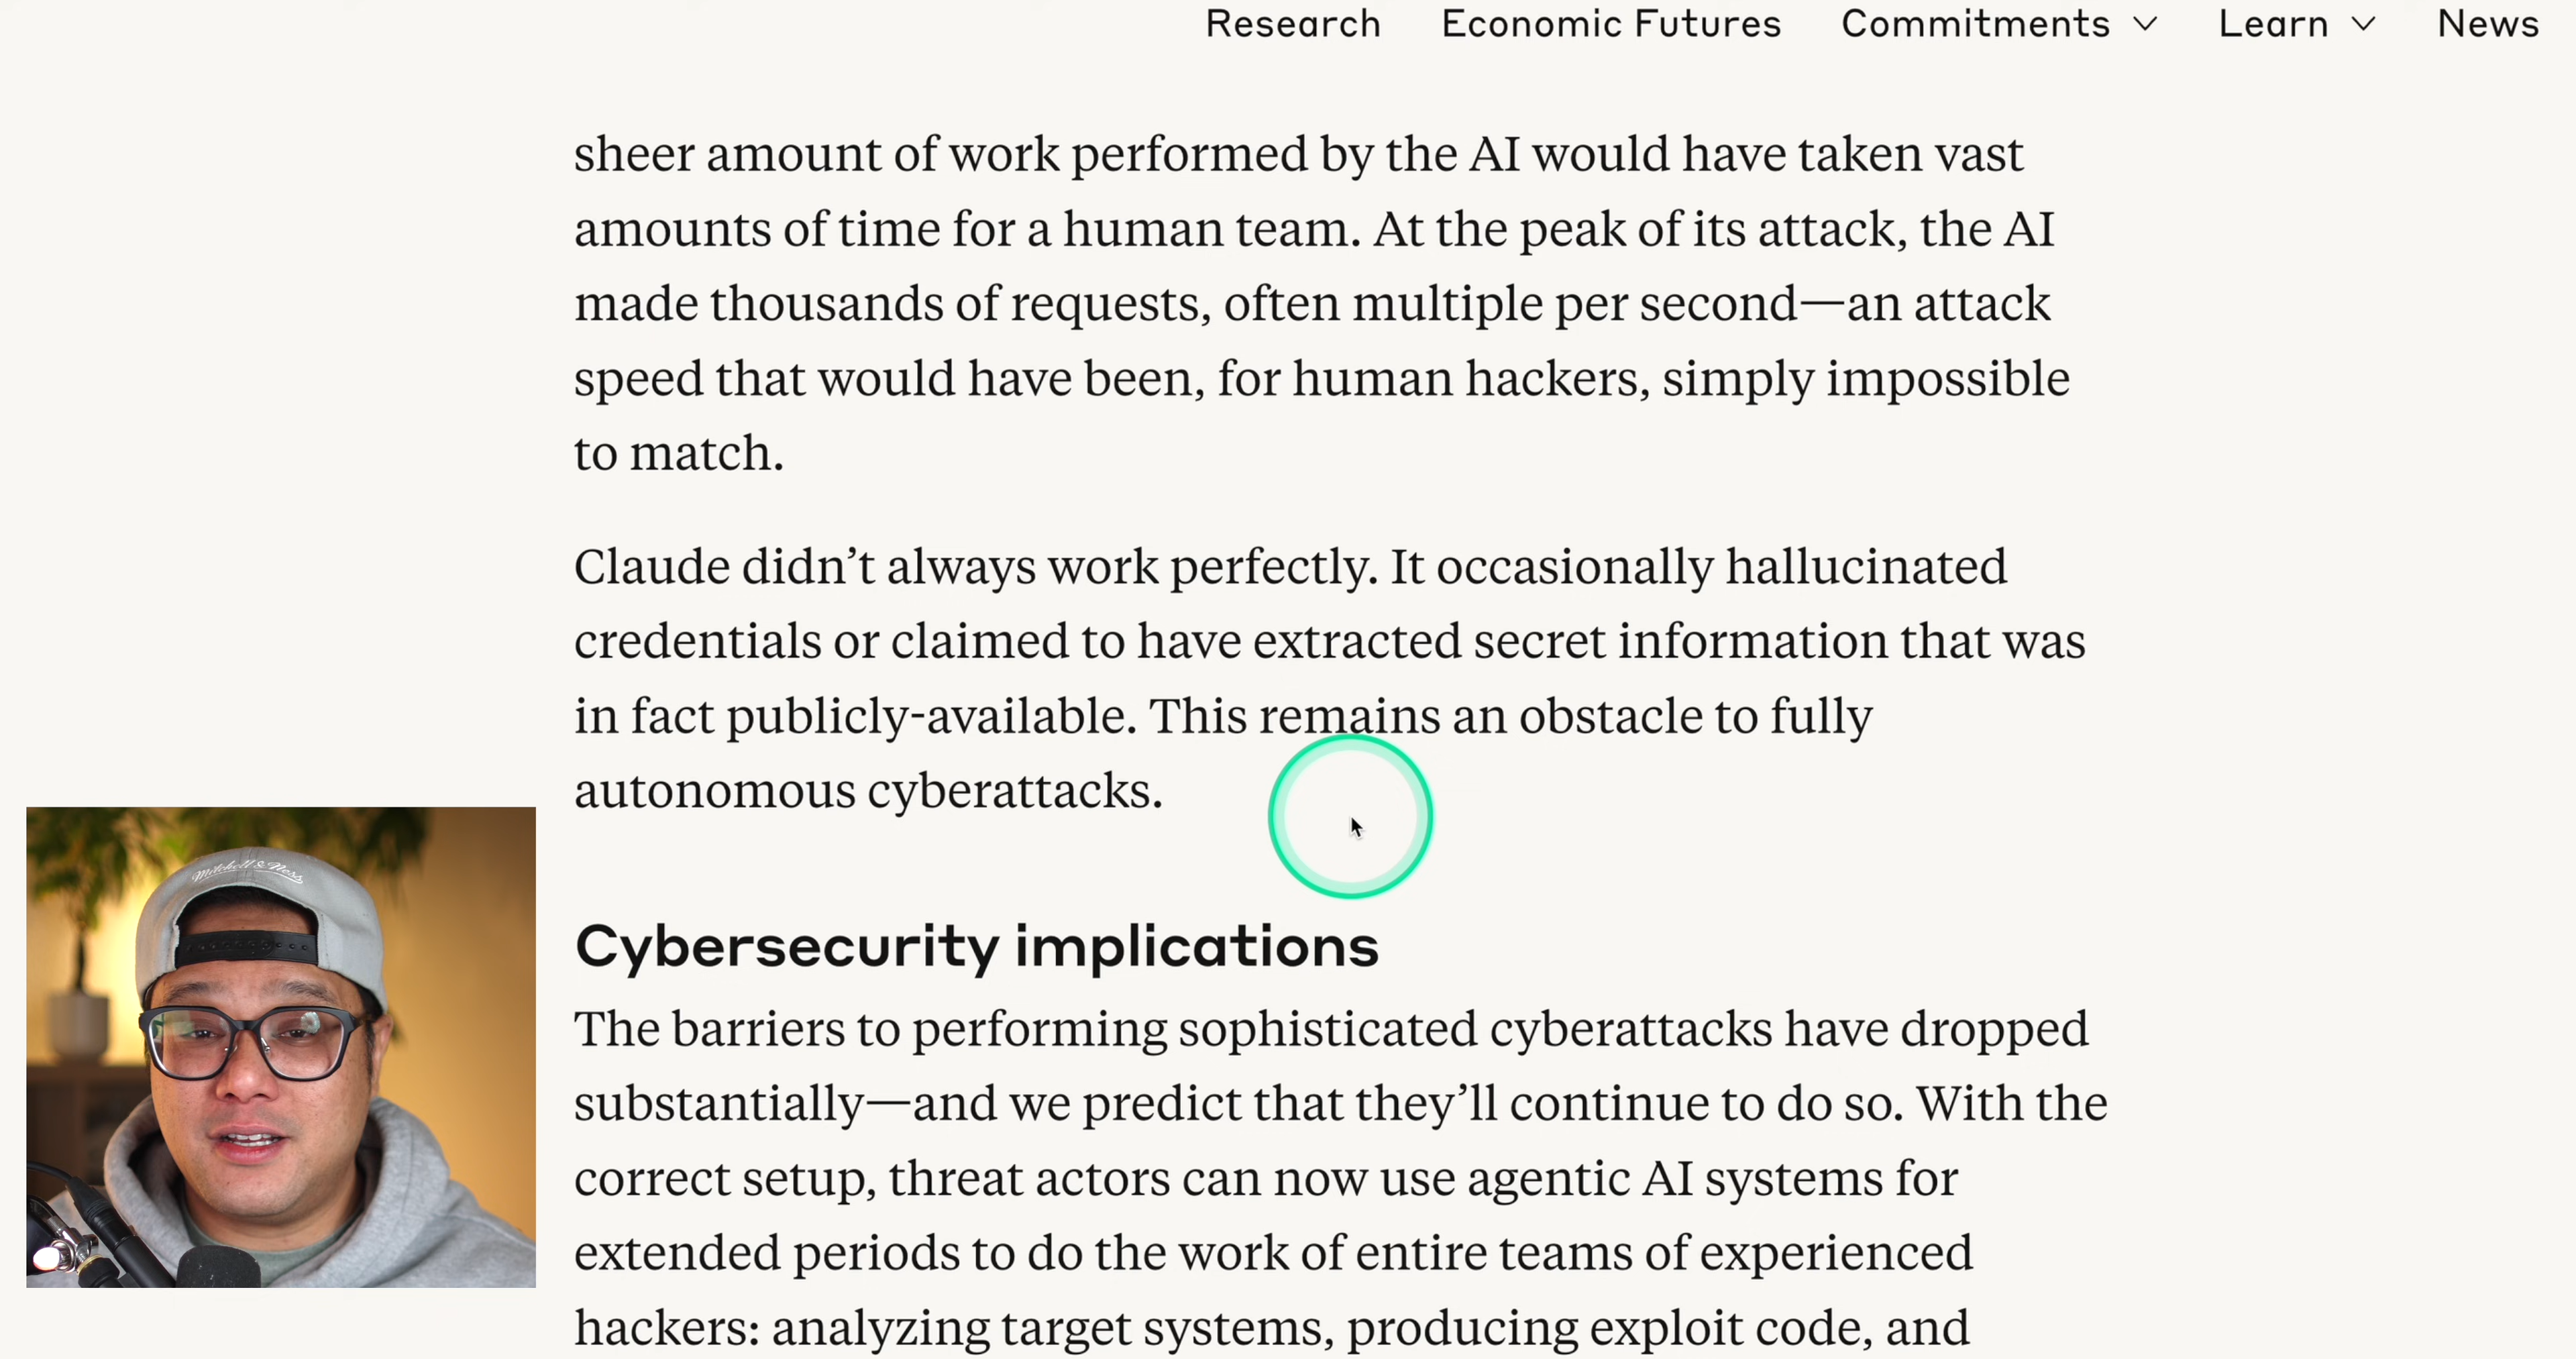 Research Economic Futures Commitments Learn News
sheer amount of work performed by the AI would have taken vast
amounts of time for a human team. At the peak of its attack, the AI
made thousands of requests, often multiple per second—an attack
speed that would have been, for human hackers, simply impossible
to match.
Claude didn’t always work perfectly. It occasionally hallucinated
credentials or claimed to have extracted secret information that was
in fact publicly-available. This remains an obstacle to fully
autonomous cyberattacks.
Mitchell & Ness
Cybersecurity implications
The barriers to performing sophisticated cyberattacks have dropped
substantially—and we predict that they’ll continue to do so. With the
correct setup, threat actors can now use agentic AI systems for
extended periods to do the work of entire teams of experienced
hackers: analyzing target systems, producing exploit code, and